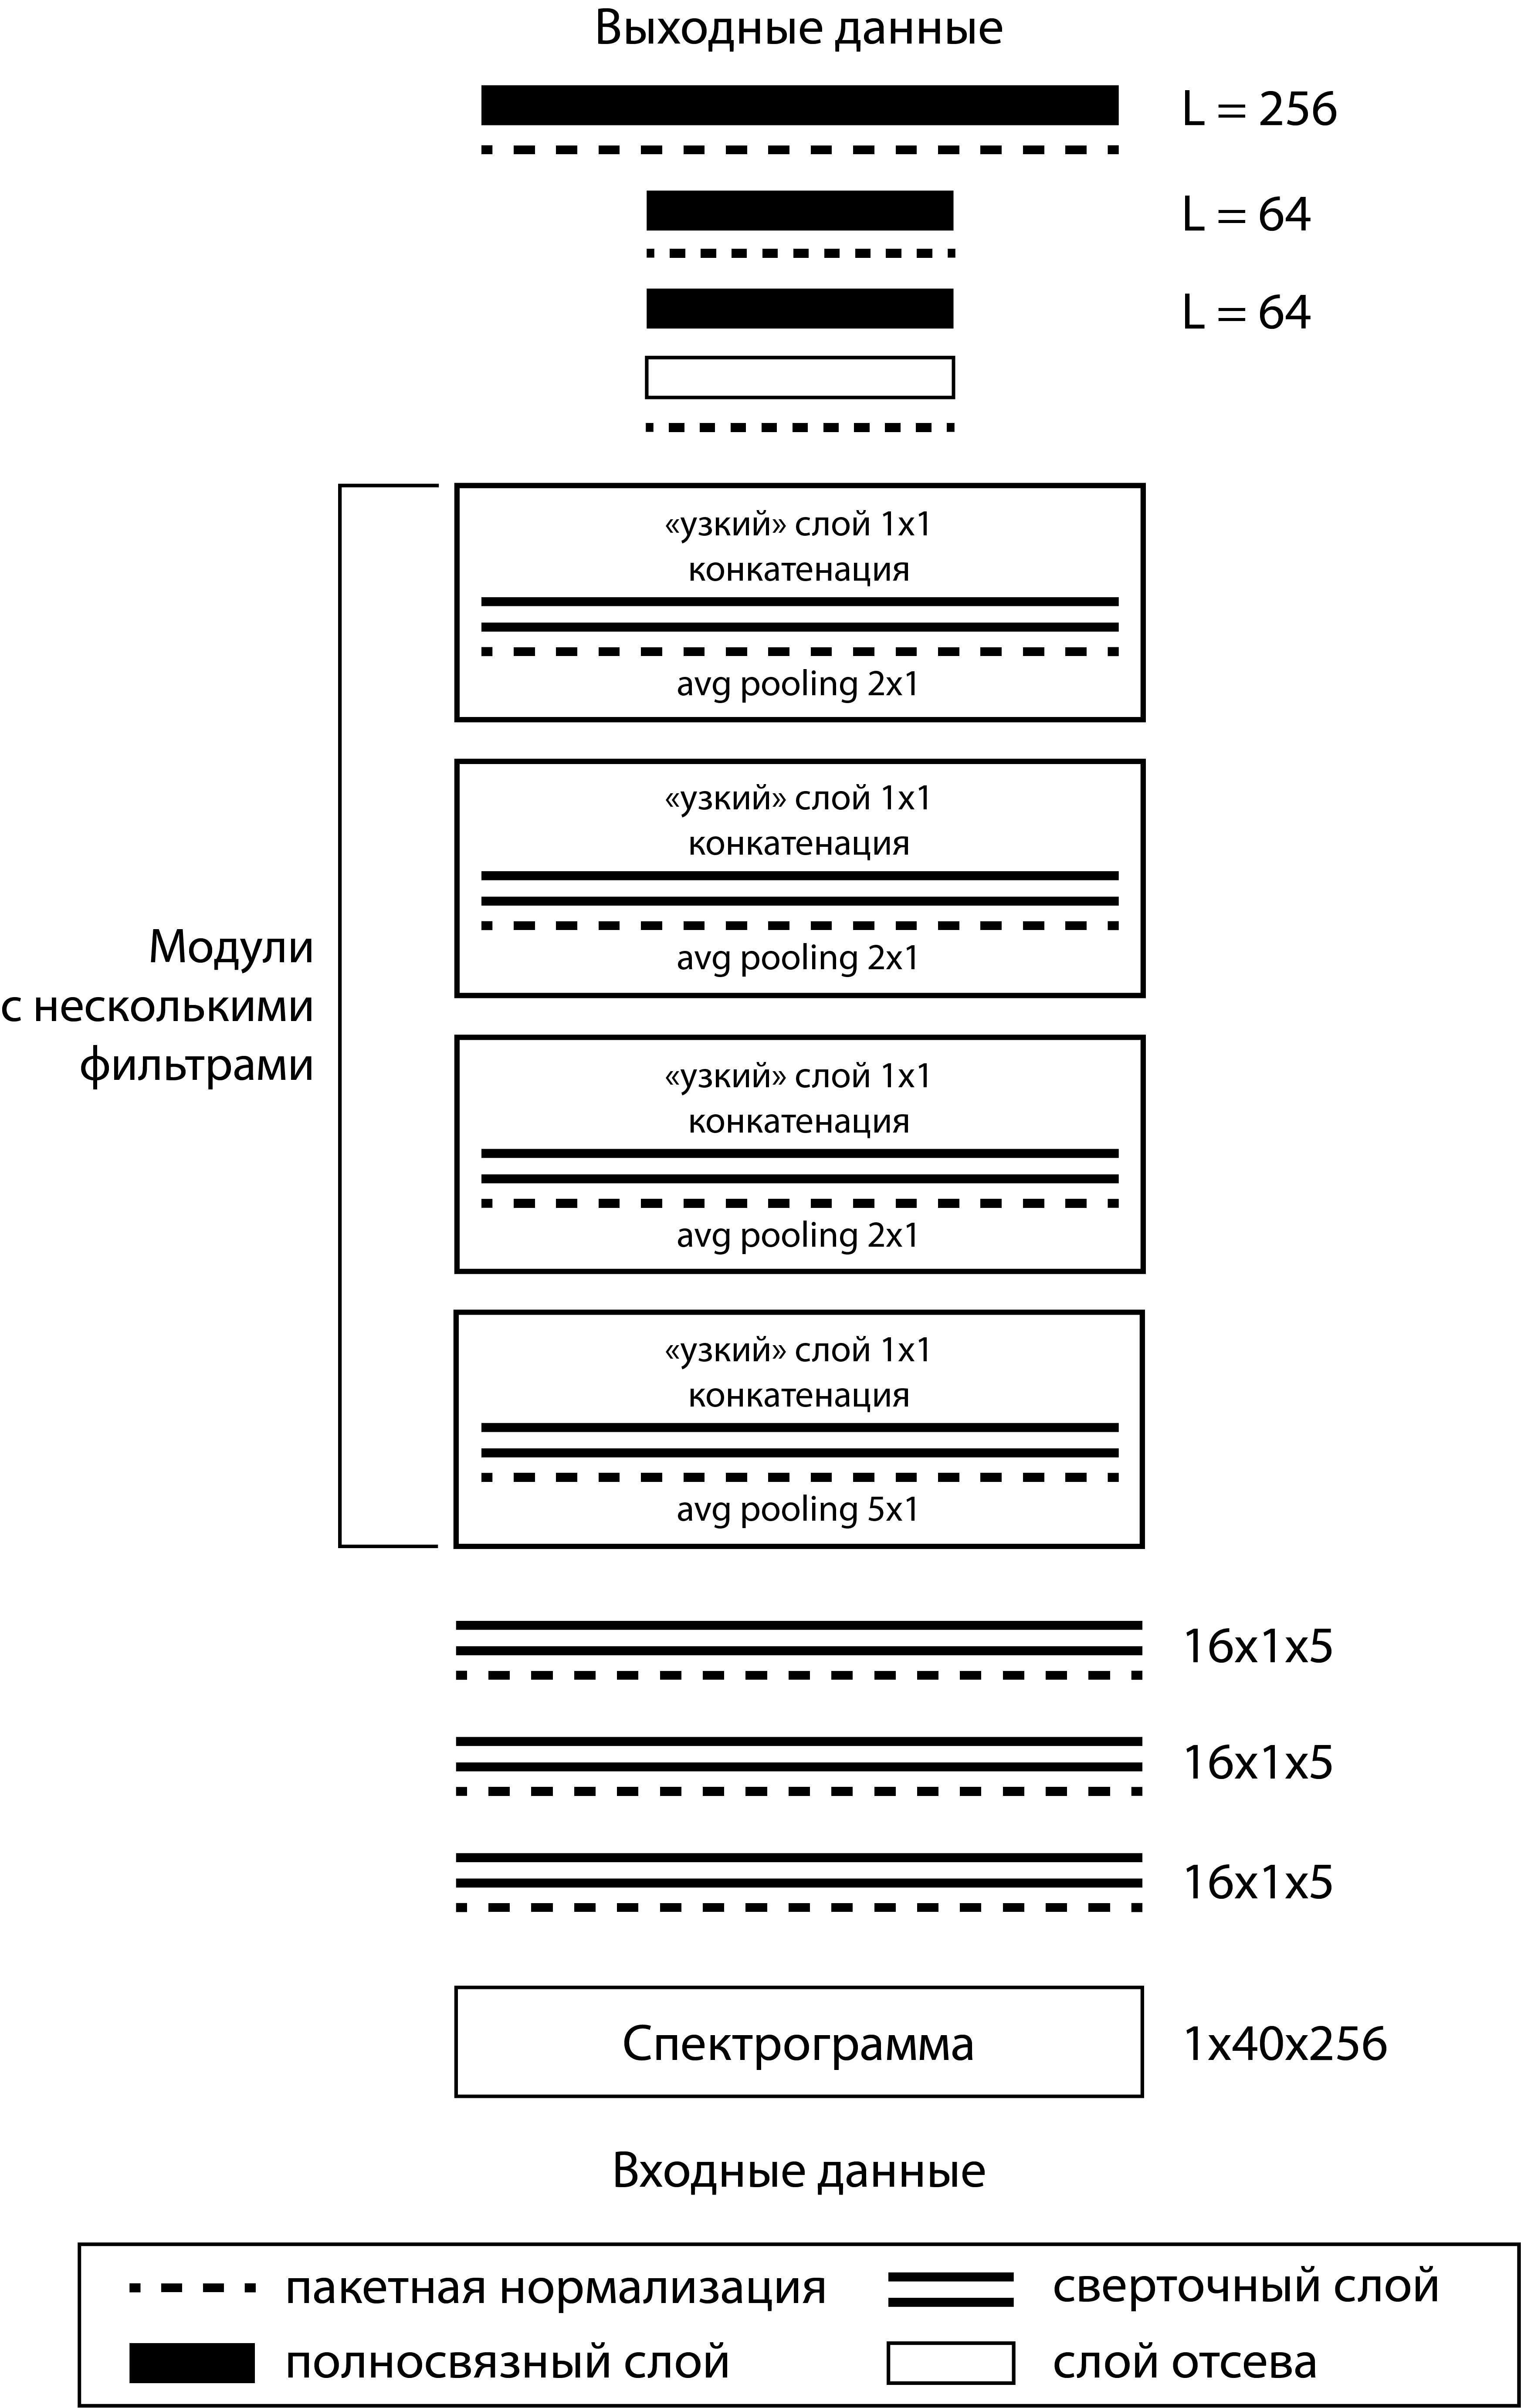 Выходные данные
L = 256
L = 64
L = 64
«узкий» слой 1x1
конкатенация
avg pooling 2x1
«узкий» слой 1x1
конкатенация
avg pooling 2x1
Модули
с несколькими
фильтрами
«узкий» слой 1x1
конкатенация
avg pooling 2x1
«узкий» слой 1x1
конкатенация
avg pooling 5x1
16x1x5
16x1x5
16x1x5
Спектрограмма 1x40x256
Входные данные
пакетная нормализация сверточный слой
полносвязный слой слой отсева